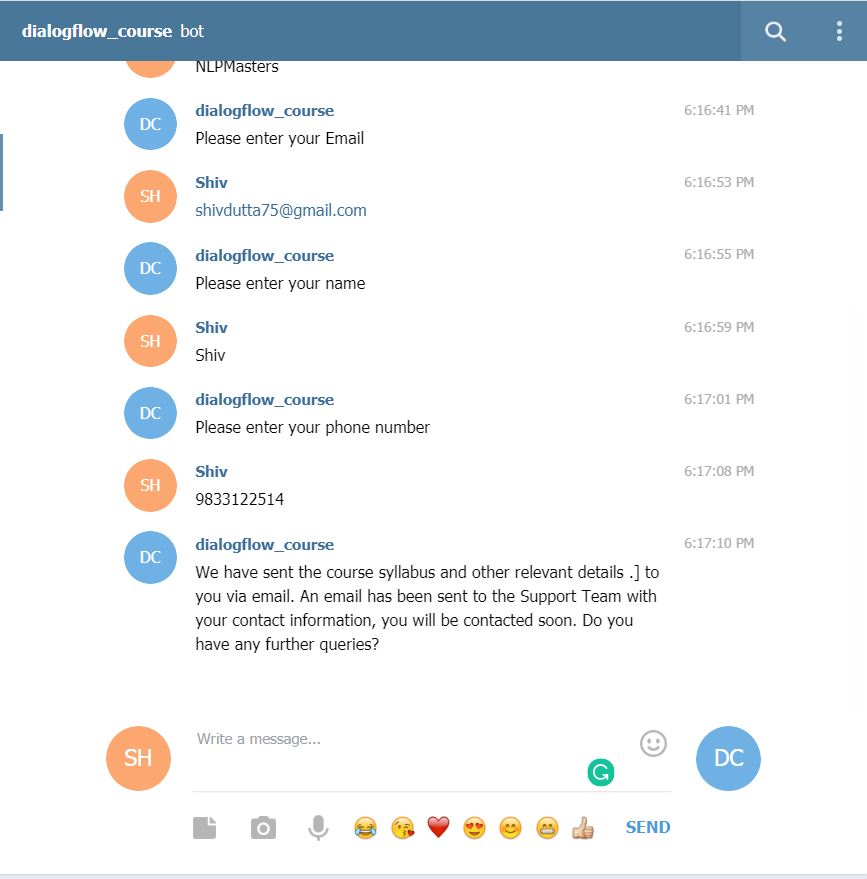 dialogflow_course bot
NLPMasters
DC
dialogflow_course 6:16:41 PM
Please enter your Email
SH
Shiv 6:16:53 PM
shivdutta75@gmail.com
DC
dialogflow_course 6:16:55 PM
Please enter your name
SH
Shiv 6:16:59 PM
Shiv
DC
dialogflow_course 6:17:01 PM
Please enter your phone number
SH
Shiv 6:17:08 PM
9833122514
DC
dialogflow_course 6:17:10 PM
We have sent the course syllabus and other relevant details .] to
you via email. An email has been sent to the Support Team with
your contact information, you will be contacted soon. Do you
have any further queries?
SH
Write a message...
DC
SEND